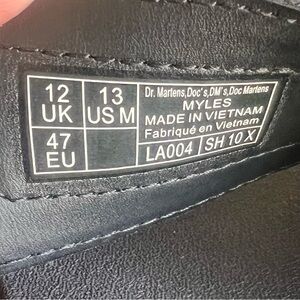 12 UK
13 US M
47 EU
Dr. Martens,Doc's,DM's,Doc Martens
MYLES
MADE IN VIETNAM
Fabriqué en Vietnam
LA004 SH 10 X